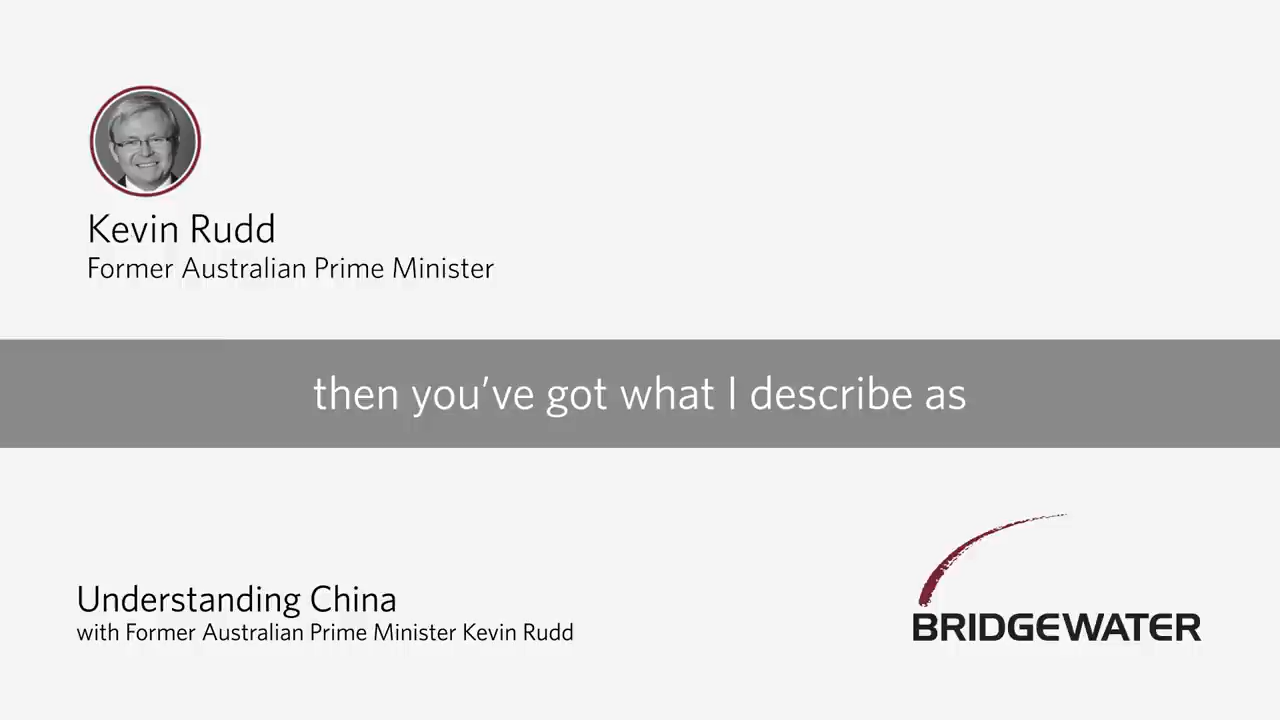 Kevin Rudd
Former Australian Prime Minister
then you've got what I describe as
Understanding China
with Former Australian Prime Minister Kevin Rudd
BRIDGEWATER